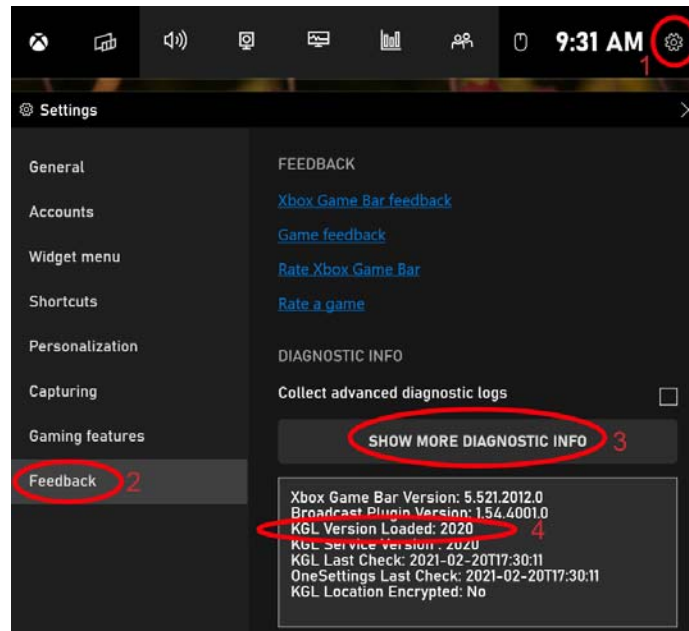 9:31 AM
1
Settings
General
Accounts
Widget menu
Shortcuts
Personalization
Capturing
Gaming features
Feedback 2
FEEDBACK
Xbox Game Bar feedback
Game feedback
Rate Xbox Game Bar
Rate a game
DIAGNOSTIC INFO
Collect advanced diagnostic logs
SHOW MORE DIAGNOSTIC INFO 3
Xbox Game Bar Version: 5.521.2012.0
Broadcast Plugin Version: 1.54.4001.0
KGL Version Loaded: 2020 4
KGL Service Version : 2020
KGL Last Check: 2021-02-20T17:30:11
OneSettings Last Check: 2021-02-20T17:30:11
KGL Location Encrypted: No